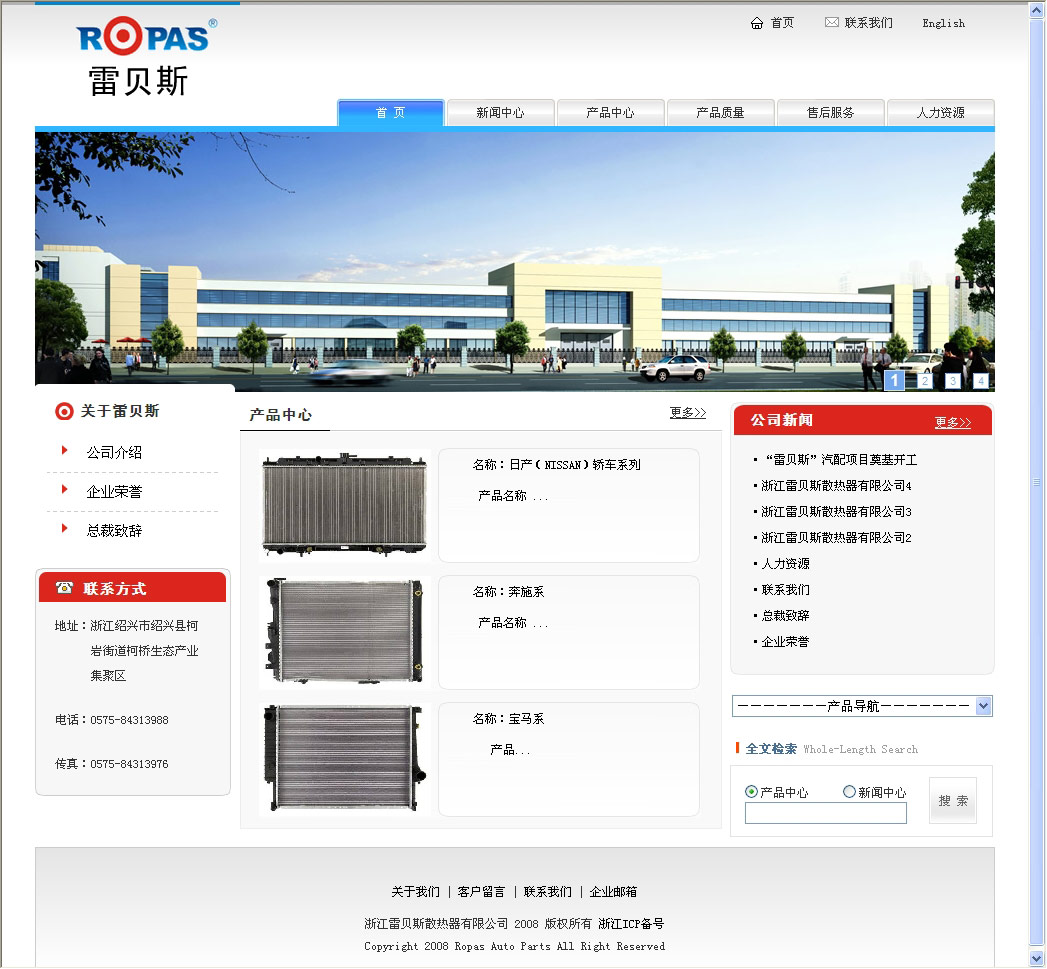 ROPAS®
雷贝斯
首页 联系我们 English
首 页 新闻中心 产品中心 产品质量 售后服务 人力资源
1 2 3 4
关于雷贝斯
公司介绍
企业荣誉
总裁致辞
联系方式
地址：浙江绍兴市绍兴县柯
岩街道柯桥生态产业
集聚区
电话：0575-84313988
传真：0575-84313976
产品中心 更多>>
名称：日产（NISSAN）轿车系列
产品名称 ...
名称：奔施系
产品名称 ...
名称：宝马系
产品...
公司新闻 更多>>
“雷贝斯”汽配项目奠基开工
浙江雷贝斯散热器有限公司4
浙江雷贝斯散热器有限公司3
浙江雷贝斯散热器有限公司2
人力资源
联系我们
总裁致辞
企业荣誉
－－－－－－－产品导航－－－－－－－
全文检索 Whole-Length Search
产品中心 新闻中心
搜 索
关于我们 | 客户留言 | 联系我们 | 企业邮箱
浙江雷贝斯散热器有限公司 2008 版权所有 浙江ICP备号
Copyright 2008 Ropas Auto Parts All Right Reserved